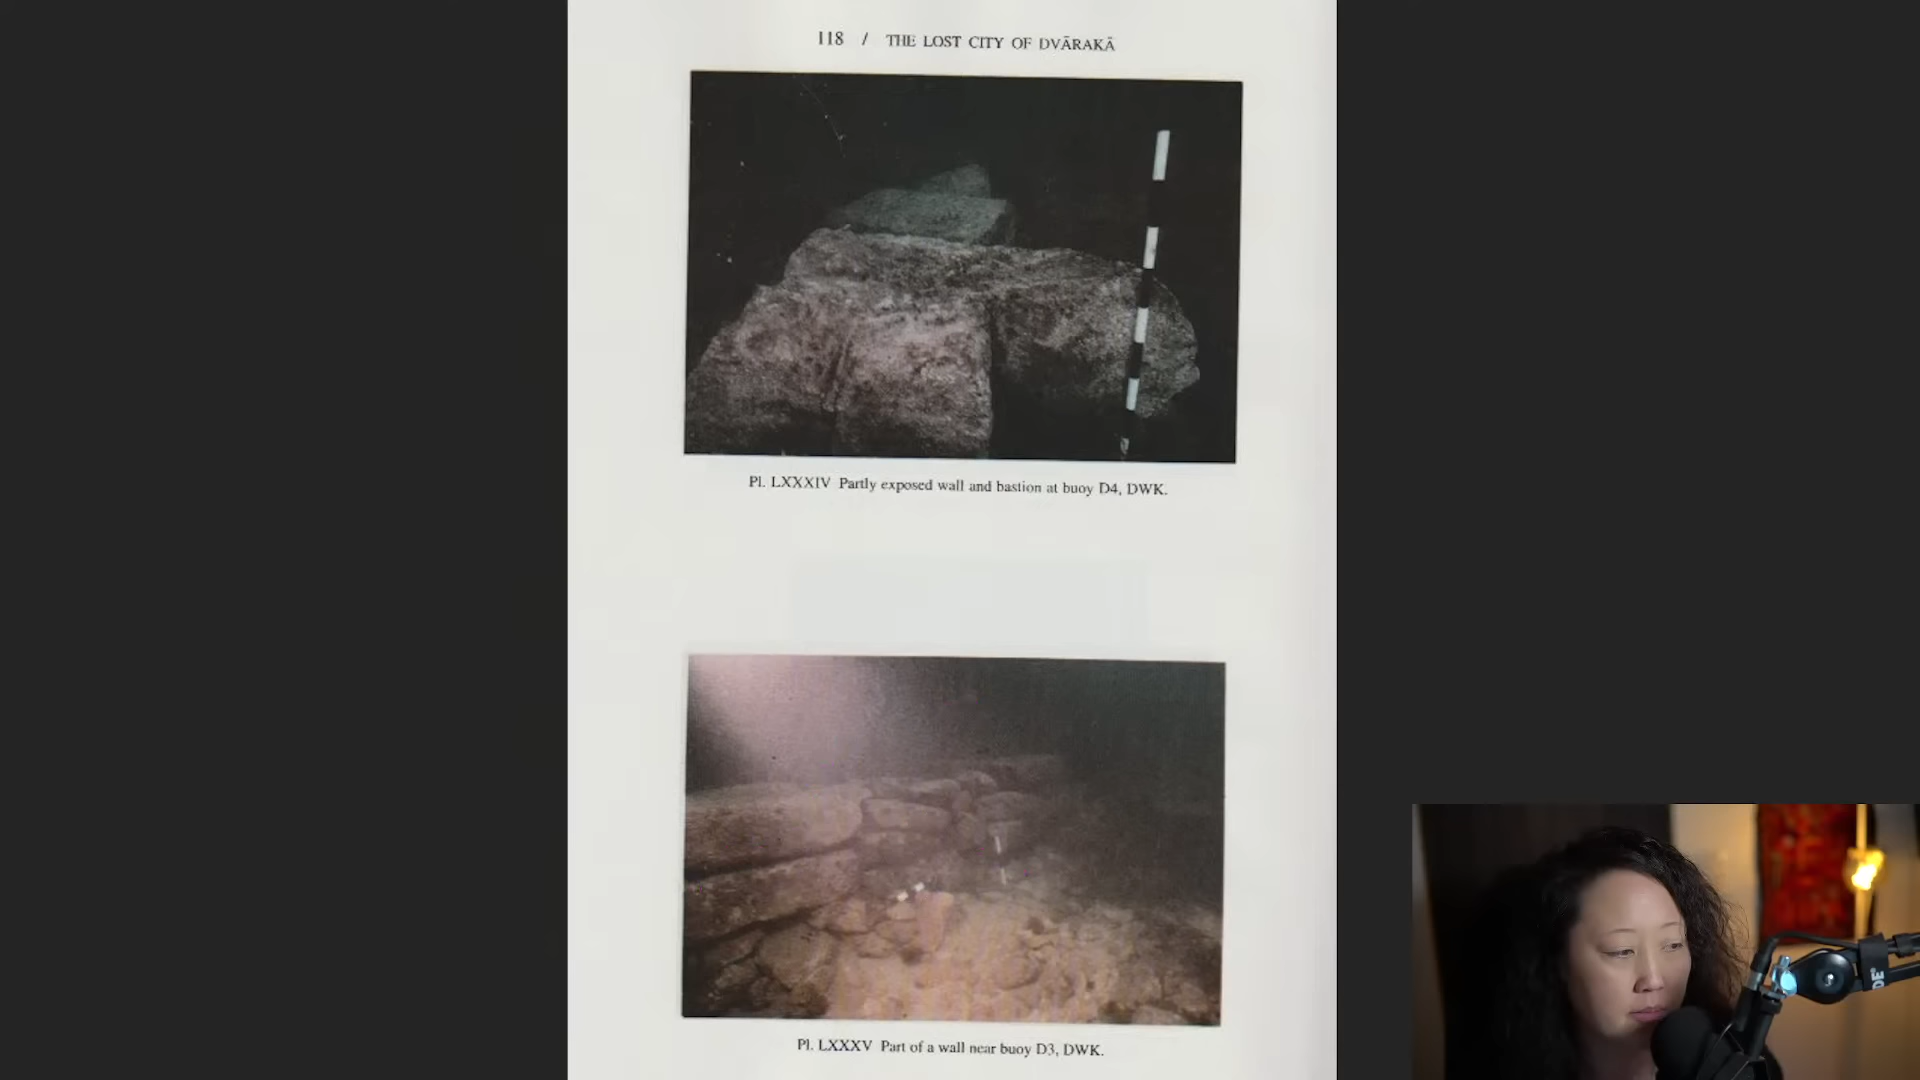 118 / THE LOST CITY OF DVĀRAKĀ
Pl. LXXXIV Partly exposed wall and bastion at buoy D4, DWK.
Pl. LXXXV Part of a wall near buoy D3, DWK.